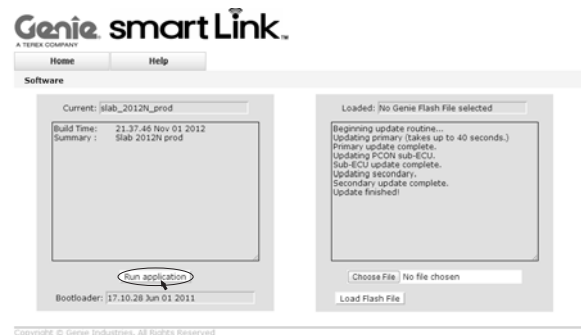 Genie. smartLink™
A TEREX COMPANY
Home Help
Software
Current: slab_2012N_prod
Build Time: 21.37.46 Nov 01 2012
Summary : Slab 2012N prod
Run application
Bootloader: 17.10.28 Jun 01 2011
Loaded: No Genie Flash File selected
Beginning update routine...
Updating primary (takes up to 40 seconds.)
Primary update complete.
Updating PCON sub-ECU.
Sub-ECU update complete.
Updating secondary.
Secondary update complete.
Update finished!
Choose File No file chosen
Load Flash File
Copyright © Genie Industries. All Rights Reserved